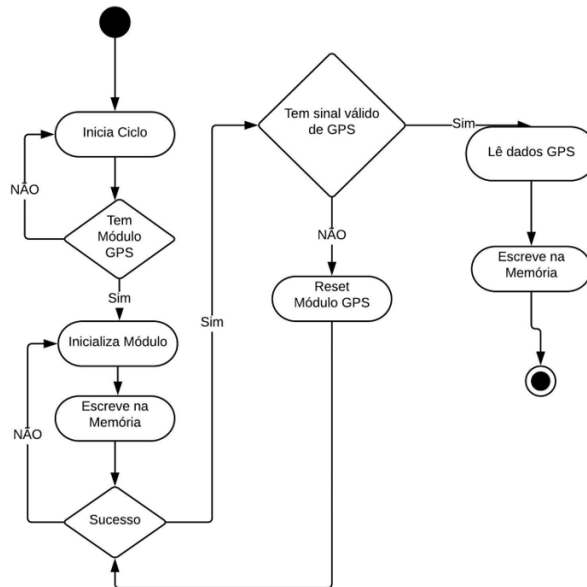 Inicia Ciclo
NÃO
Tem
Módulo
GPS
Sim
Inicializa Módulo
Escreve na
Memória
NÃO
Sucesso
Sim
Tem sinal válido
de GPS
NÃO
Reset
Módulo GPS
Sim
Lê dados GPS
Escreve na
Memória